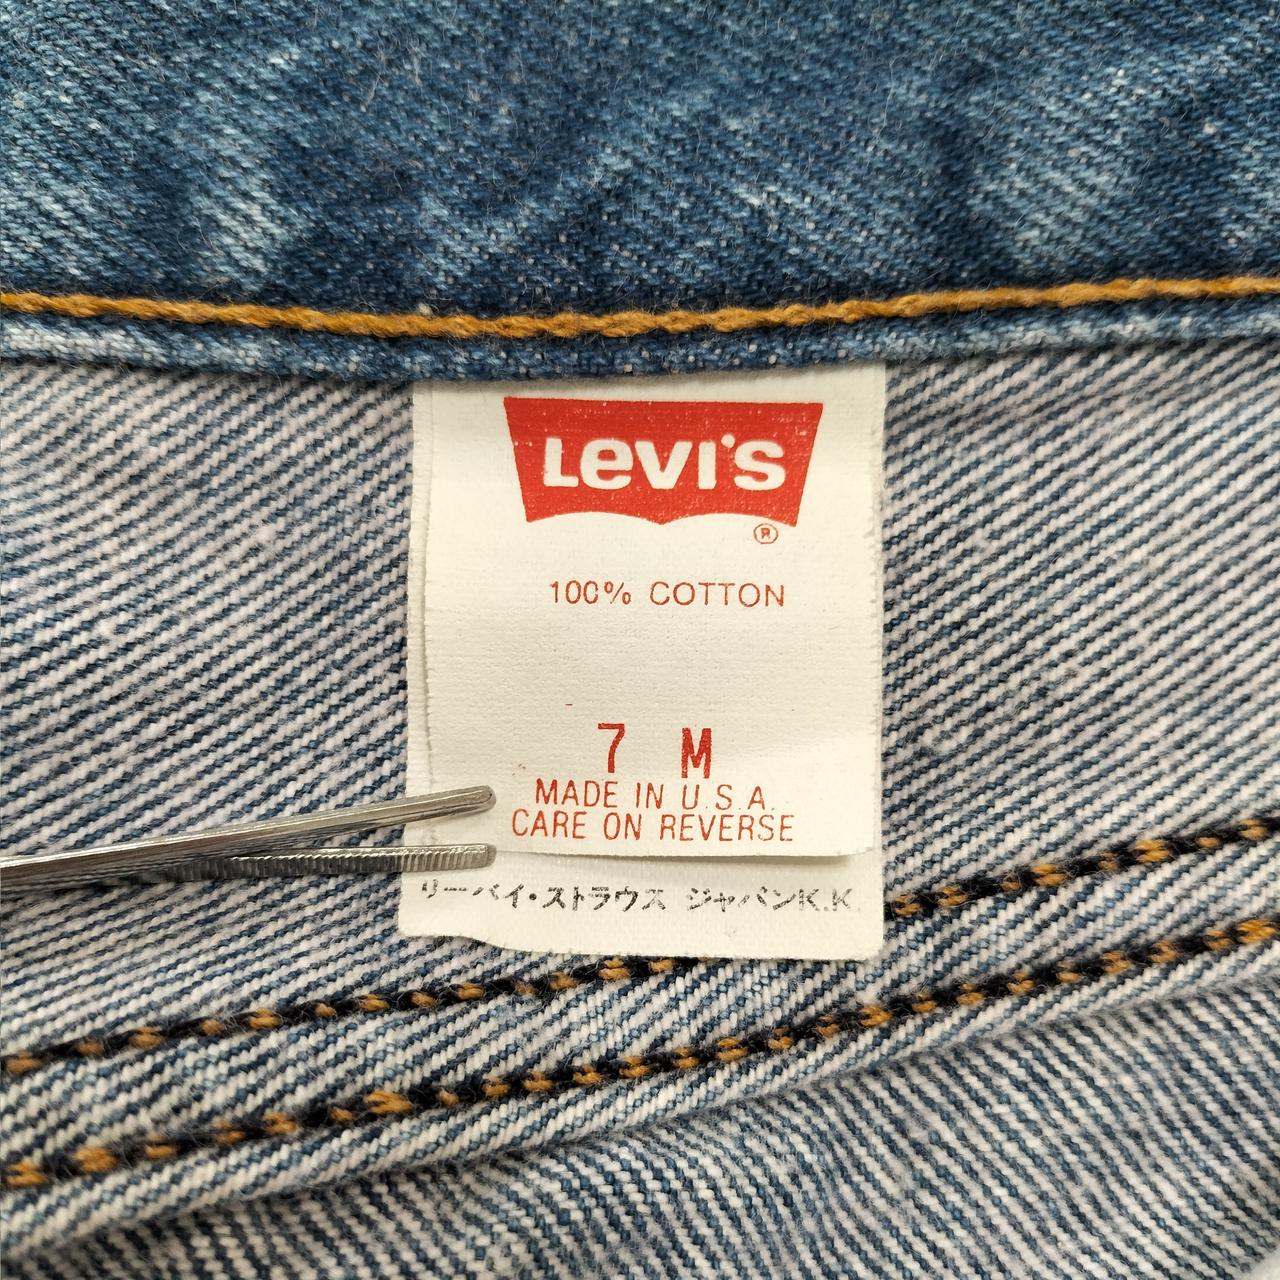 Levi's
®
100% COTTON
7 M
MADE IN U.S.A.
CARE ON REVERSE
リーバイ・ストラウス ジャパンK.K.